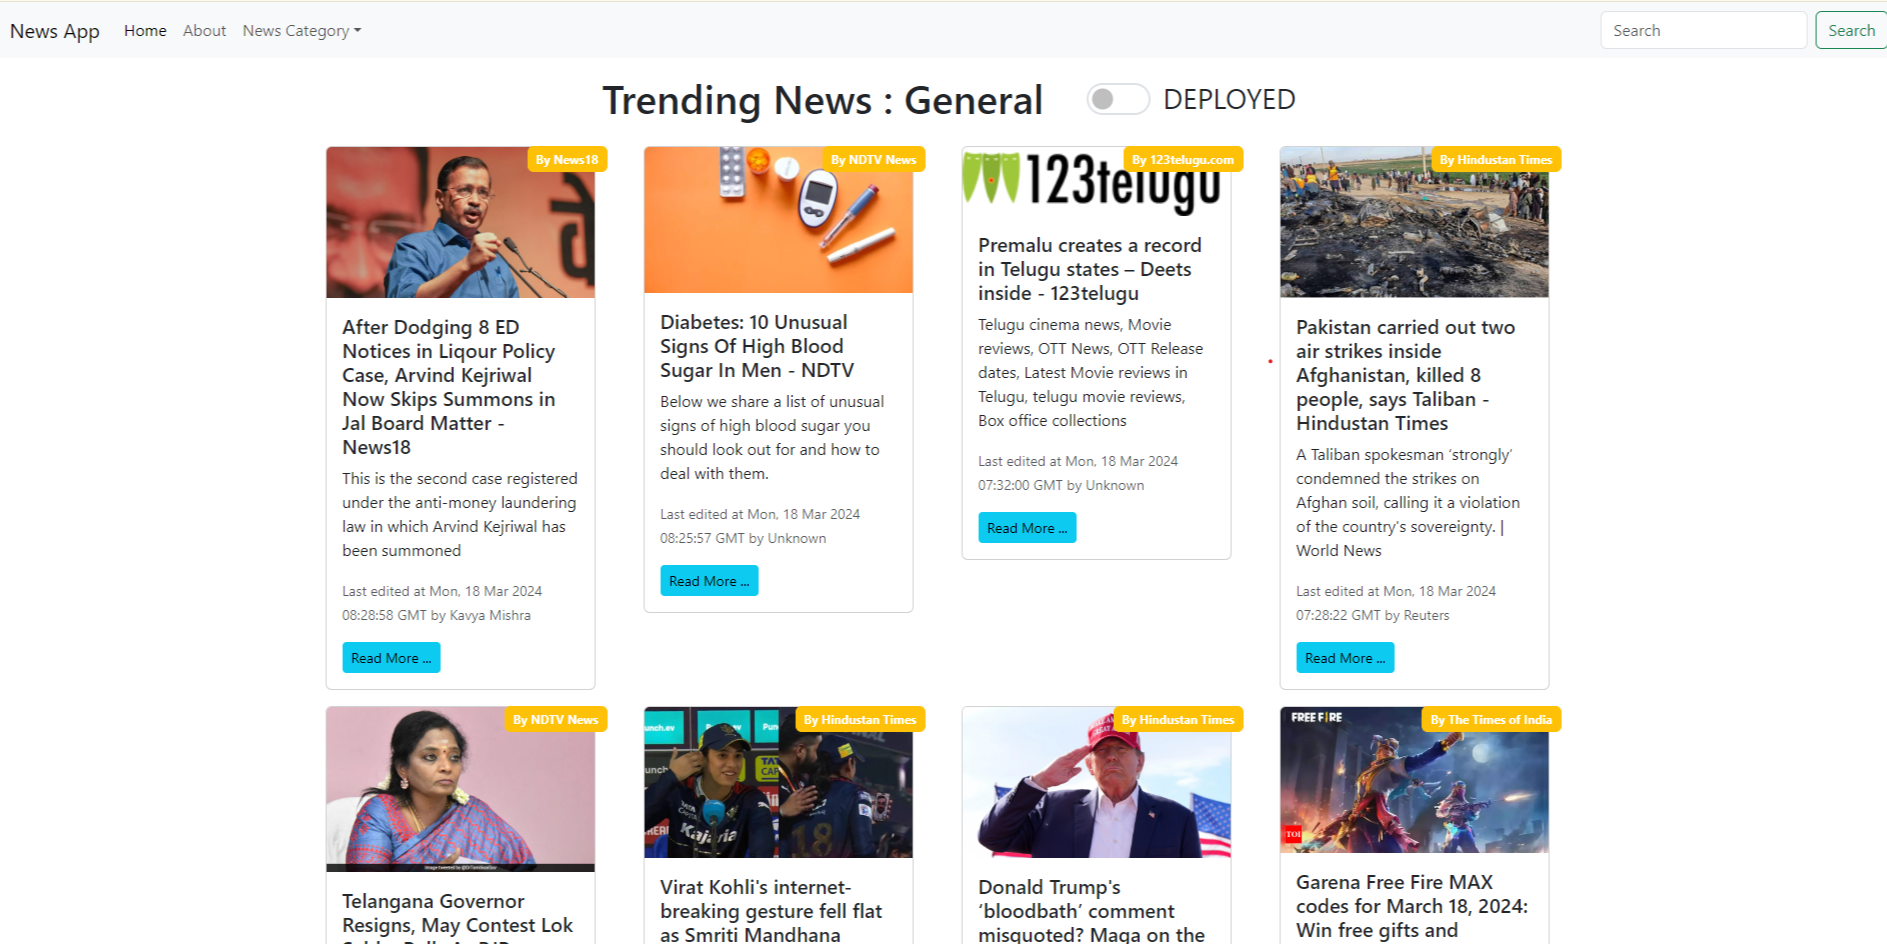 News App
Home
About
News Category
Search
Search
Trending News : General
DEPLOYED
By News18
After Dodging 8 ED
Notices in Liqour Policy
Case, Arvind Kejriwal
Now Skips Summons in
Jal Board Matter -
News18
This is the second case registered
under the anti-money laundering
law in which Arvind Kejriwal has
been summoned
Last edited at Mon, 18 Mar 2024
08:28:58 GMT by Kavya Mishra
Read More ...
By NDTV News
Diabetes: 10 Unusual
Signs Of High Blood
Sugar In Men - NDTV
Below we share a list of unusual
signs of high blood sugar you
should look out for and how to
deal with them.
Last edited at Mon, 18 Mar 2024
08:25:57 GMT by Unknown
Read More ...
By 123telugu.com
123telugu
Premalu creates a record
in Telugu states – Deets
inside - 123telugu
Telugu cinema news, Movie
reviews, OTT News, OTT Release
dates, Latest Movie reviews in
Telugu, telugu movie reviews,
Box office collections
Last edited at Mon, 18 Mar 2024
07:32:00 GMT by Unknown
Read More ...
By Hindustan Times
Pakistan carried out two
air strikes inside
Afghanistan, killed 8
people, says Taliban -
Hindustan Times
A Taliban spokesman ‘strongly’
condemned the strikes on
Afghan soil, calling it a violation
of the country's sovereignty. |
World News
Last edited at Mon, 18 Mar 2024
07:28:22 GMT by Reuters
Read More ...
By NDTV News
Telangana Governor
Resigns, May Contest Lok
By Hindustan Times
unch.ev
Pun
TATA
CAP
Kajaria
18
Virat Kohli's internet-
breaking gesture fell flat
as Smriti Mandhana
By Hindustan Times
GREAT
Donald Trump's
‘bloodbath’ comment
misquoted? Maga on the
By The Times of India
FREE FIRE
TOI
Garena Free Fire MAX
codes for March 18, 2024:
Win free gifts and